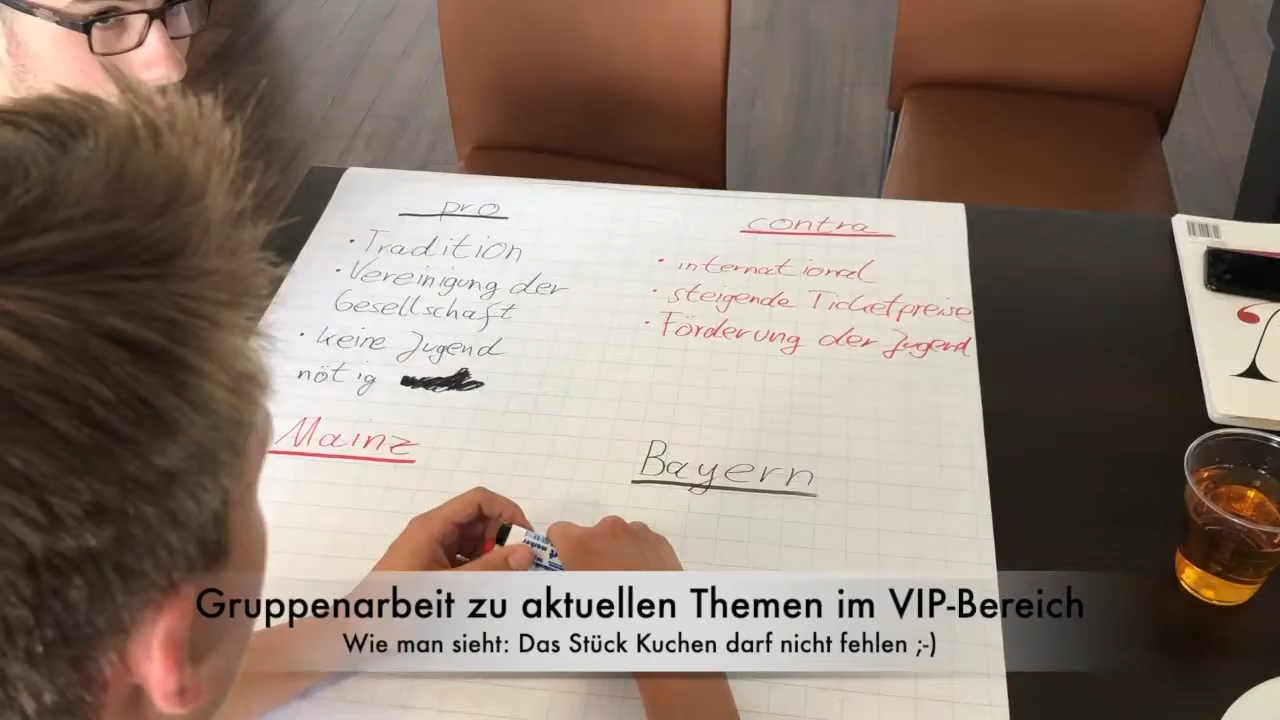 pro
• Tradition
• Vereinigung der
Gesellschaft
• keine Jugend
nötig
contra
• international
• steigende Ticketpreise
• Förderung der Jugend
Mainz
Bayern
Gruppenarbeit zu aktuellen Themen im VIP-Bereich
Wie man sieht: Das Stück Kuchen darf nicht fehlen ;-)